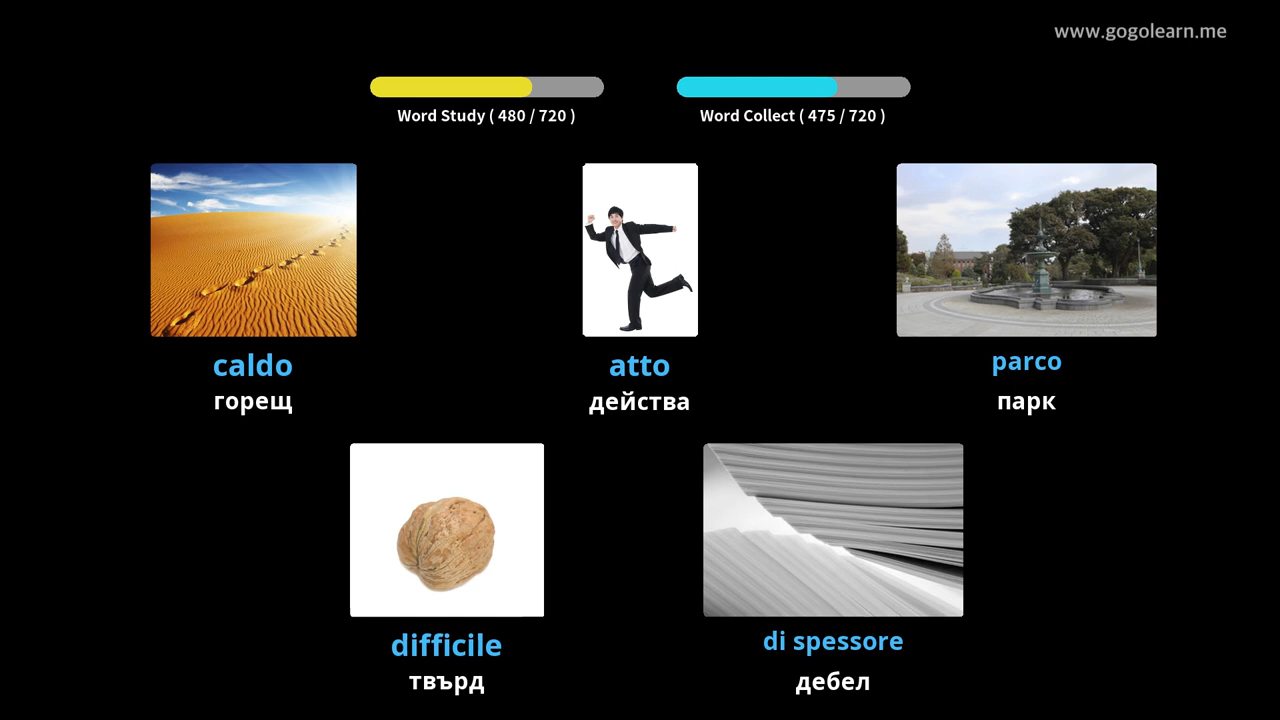 www.gogolearn.me
Word Study ( 480 / 720 )
Word Collect ( 475 / 720 )
caldo
горещ
atto
действа
parco
парк
difficile
твърд
di spessore
дебел